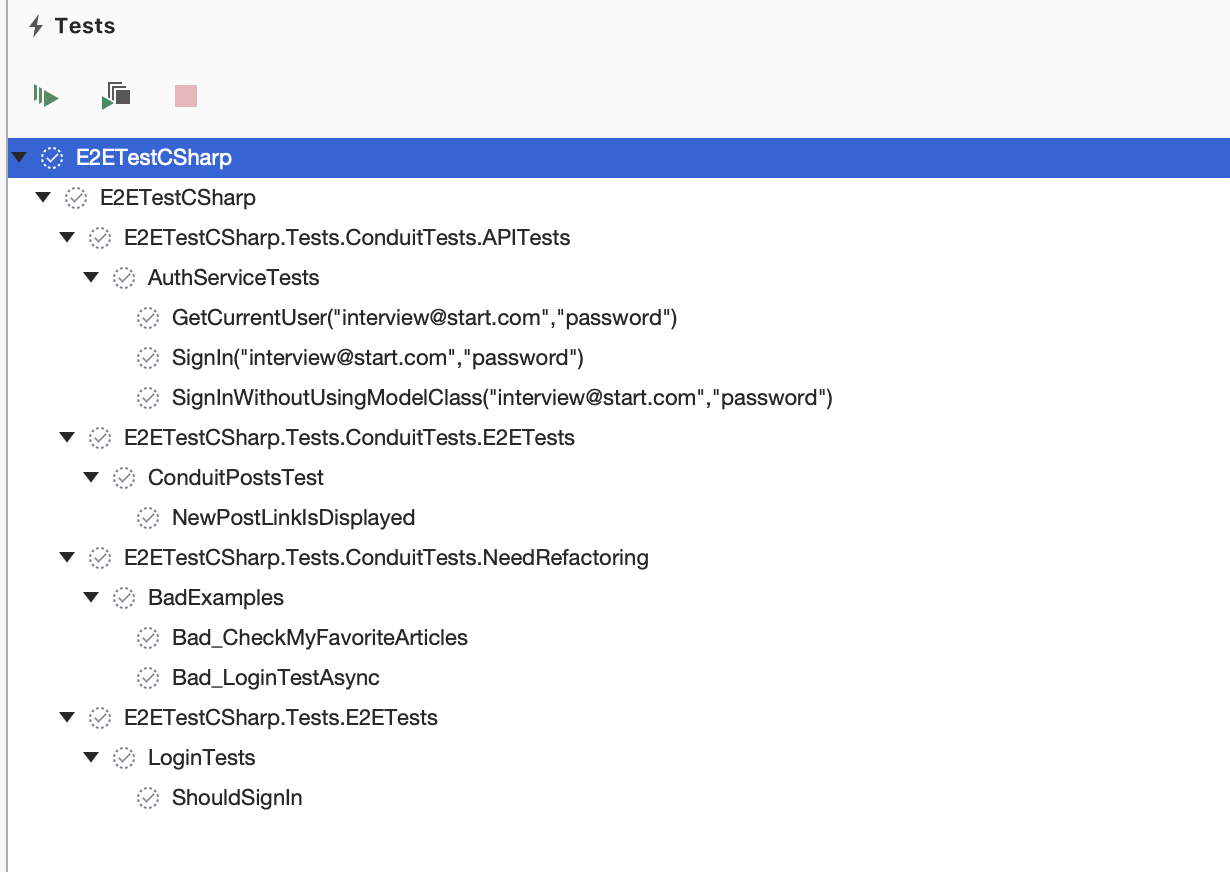 Tests
E2ETestCSharp
E2ETestCSharp
E2ETestCSharp.Tests.ConduitTests.APITests
AuthServiceTests
GetCurrentUser("interview@start.com","password")
SignIn("interview@start.com","password")
SignInWithoutUsingModelClass("interview@start.com","password")
E2ETestCSharp.Tests.ConduitTests.E2ETests
ConduitPostsTest
NewPostLinkIsDisplayed
E2ETestCSharp.Tests.ConduitTests.NeedRefactoring
BadExamples
Bad_CheckMyFavoriteArticles
Bad_LoginTestAsync
E2ETestCSharp.Tests.E2ETests
LoginTests
ShouldSignIn